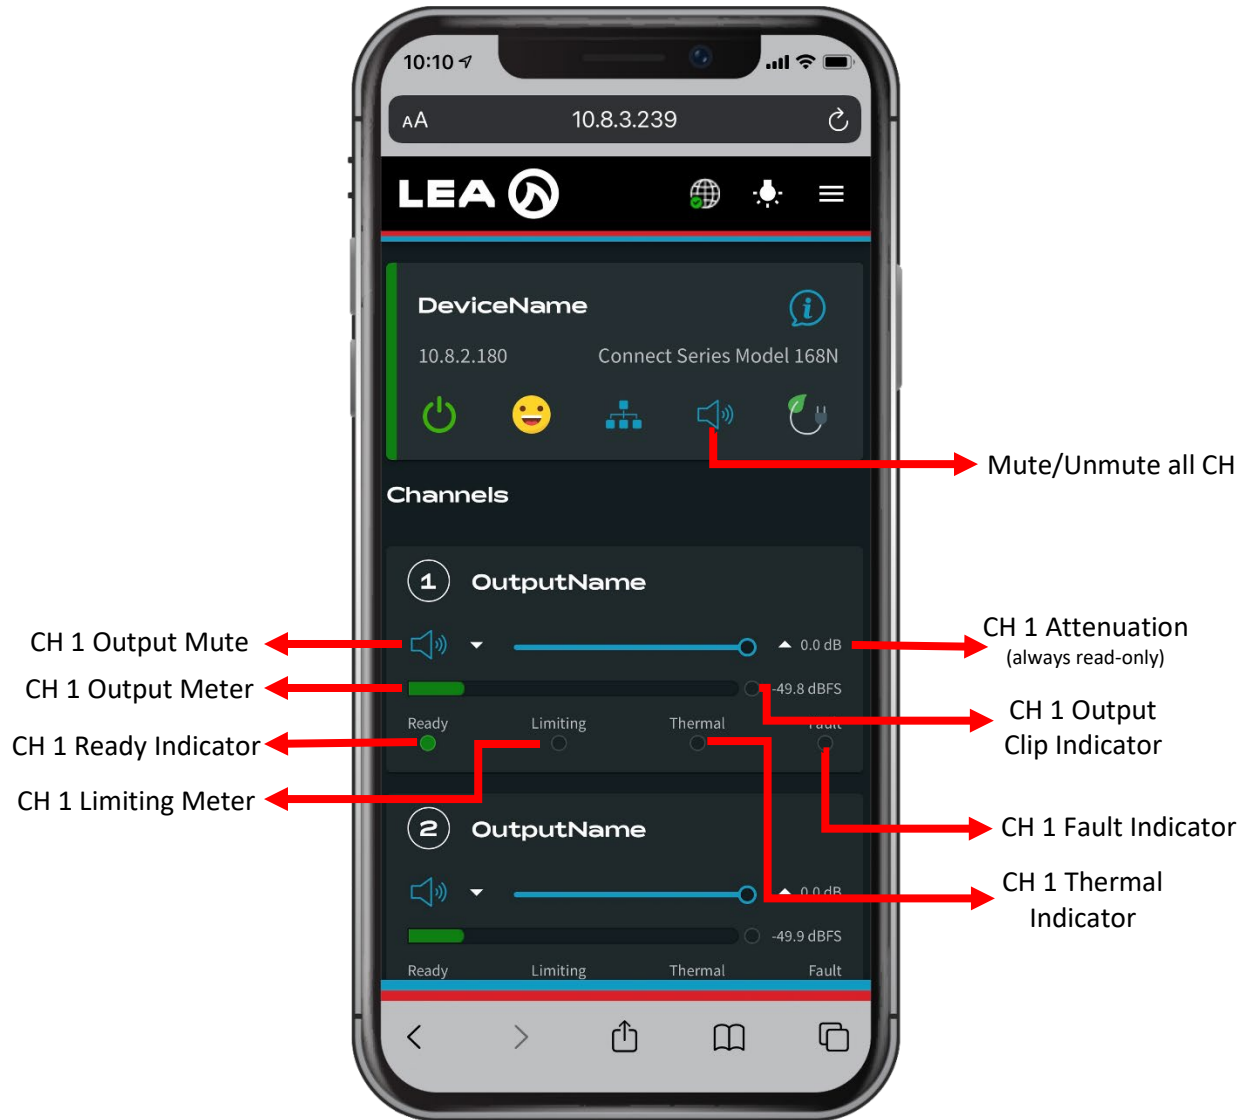 10:10
AA 10.8.3.239
LEA
DeviceName
10.8.2.180 Connect Series Model 168N
Mute/Unmute all CH
Channels
1 OutputName
CH 1 Output Mute
0.0 dB
CH 1 Attenuation
(always read-only)
CH 1 Output Meter
-49.8 dBFS
CH 1 Output
Clip Indicator
Ready Limiting Thermal Fault
CH 1 Ready Indicator
CH 1 Limiting Meter
2 OutputName
CH 1 Fault Indicator
0.0 dB
CH 1 Thermal
Indicator
-49.9 dBFS
Ready Limiting Thermal Fault